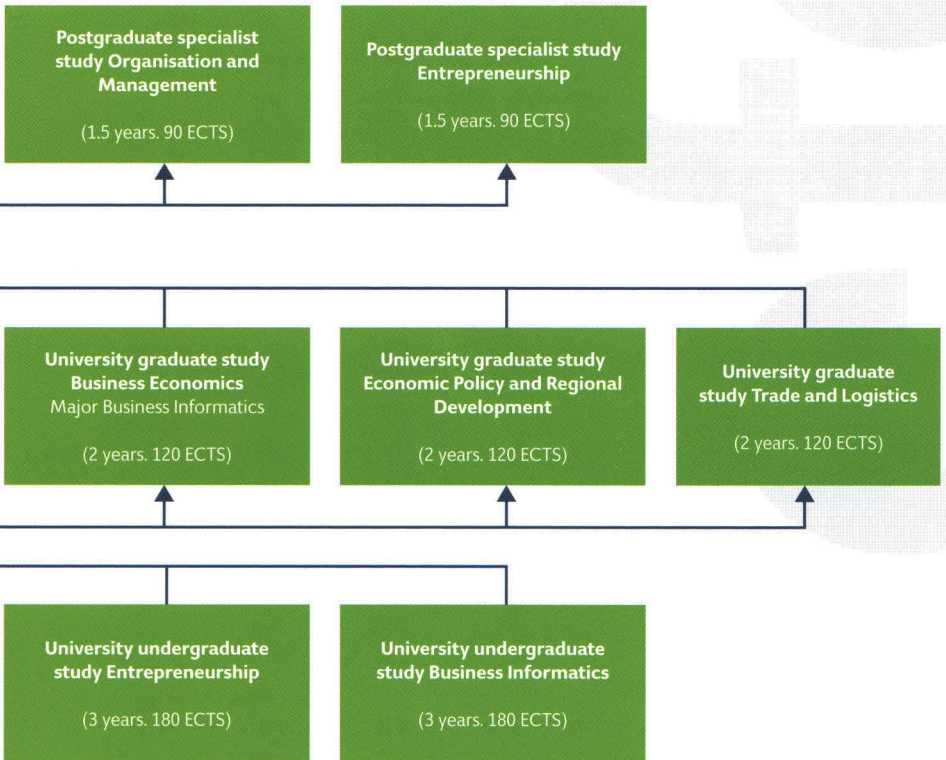 Postgraduate specialist
study Organisation and
Management
(1.5 years. 90 ECTS)
Postgraduate specialist study
Entrepreneurship
(1.5 years. 90 ECTS)
University graduate study
Business Economics
Major Business Informatics
(2 years. 120 ECTS)
University graduate study
Economic Policy and Regional
Development
(2 years. 120 ECTS)
University graduate
study Trade and Logistics
(2 years. 120 ECTS)
University undergraduate
study Entrepreneurship
(3 years. 180 ECTS)
University undergraduate
study Business Informatics
(3 years. 180 ECTS)